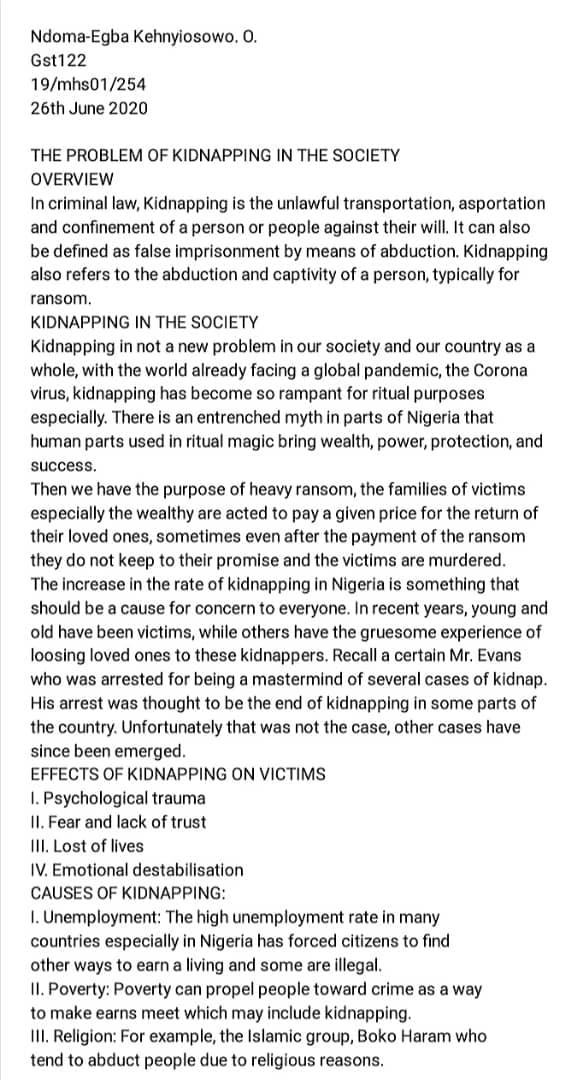 Ndoma-Egba Kehnyiosowo. O.
Gst122
19/mhs01/254
26th June 2020
THE PROBLEM OF KIDNAPPING IN THE SOCIETY
OVERVIEW
In criminal law, Kidnapping is the unlawful transportation, asportation
and confinement of a person or people against their will. It can also
be defined as false imprisonment by means of abduction. Kidnapping
also refers to the abduction and captivity of a person, typically for
ransom.
KIDNAPPING IN THE SOCIETY
Kidnapping in not a new problem in our society and our country as a
whole, with the world already facing a global pandemic, the Corona
virus, kidnapping has become so rampant for ritual purposes
especially. There is an entrenched myth in parts of Nigeria that
human parts used in ritual magic bring wealth, power, protection, and
success.
Then we have the purpose of heavy ransom, the families of victims
especially the wealthy are acted to pay a given price for the return of
their loved ones, sometimes even after the payment of the ransom
they do not keep to their promise and the victims are murdered.
The increase in the rate of kidnapping in Nigeria is something that
should be a cause for concern to everyone. In recent years, young and
old have been victims, while others have the gruesome experience of
loosing loved ones to these kidnappers. Recall a certain Mr. Evans
who was arrested for being a mastermind of several cases of kidnap.
His arrest was thought to be the end of kidnapping in some parts of
the country. Unfortunately that was not the case, other cases have
since been emerged.
EFFECTS OF KIDNAPPING ON VICTIMS
I. Psychological trauma
II. Fear and lack of trust
III. Lost of lives
IV. Emotional destabilisation
CAUSES OF KIDNAPPING:
I. Unemployment: The high unemployment rate in many
countries especially in Nigeria has forced citizens to find
other ways to earn a living and some are illegal.
II. Poverty: Poverty can propel people toward crime as a way
to make earns meet which may include kidnapping.
III. Religion: For example, the Islamic group, Boko Haram who
tend to abduct people due to religious reasons.